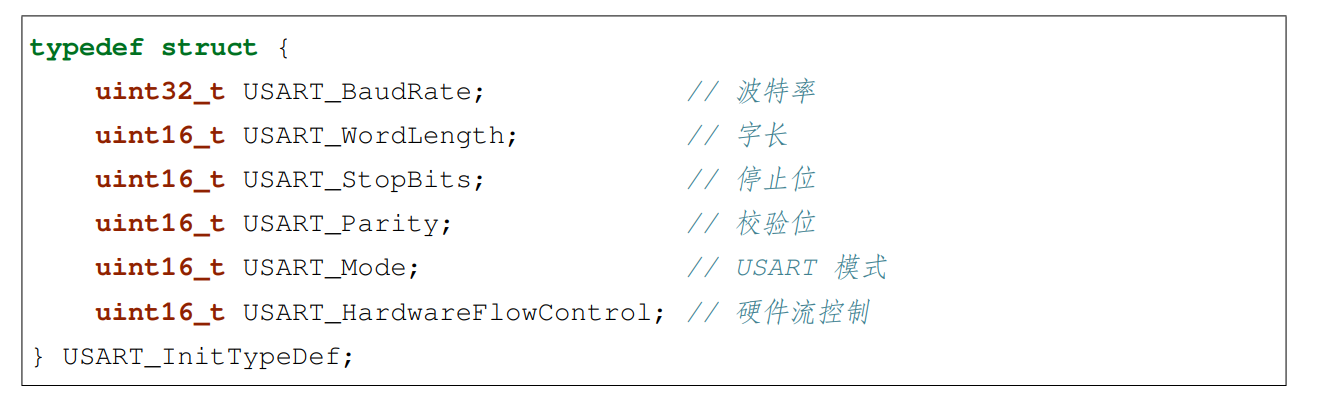 typedef struct {
    uint32_t USART_BaudRate;            // 波特率
    uint16_t USART_WordLength;          // 字长
    uint16_t USART_StopBits;            // 停止位
    uint16_t USART_Parity;              // 校验位
    uint16_t USART_Mode;                // USART 模式
    uint16_t USART_HardwareFlowControl; // 硬件流控制
} USART_InitTypeDef;